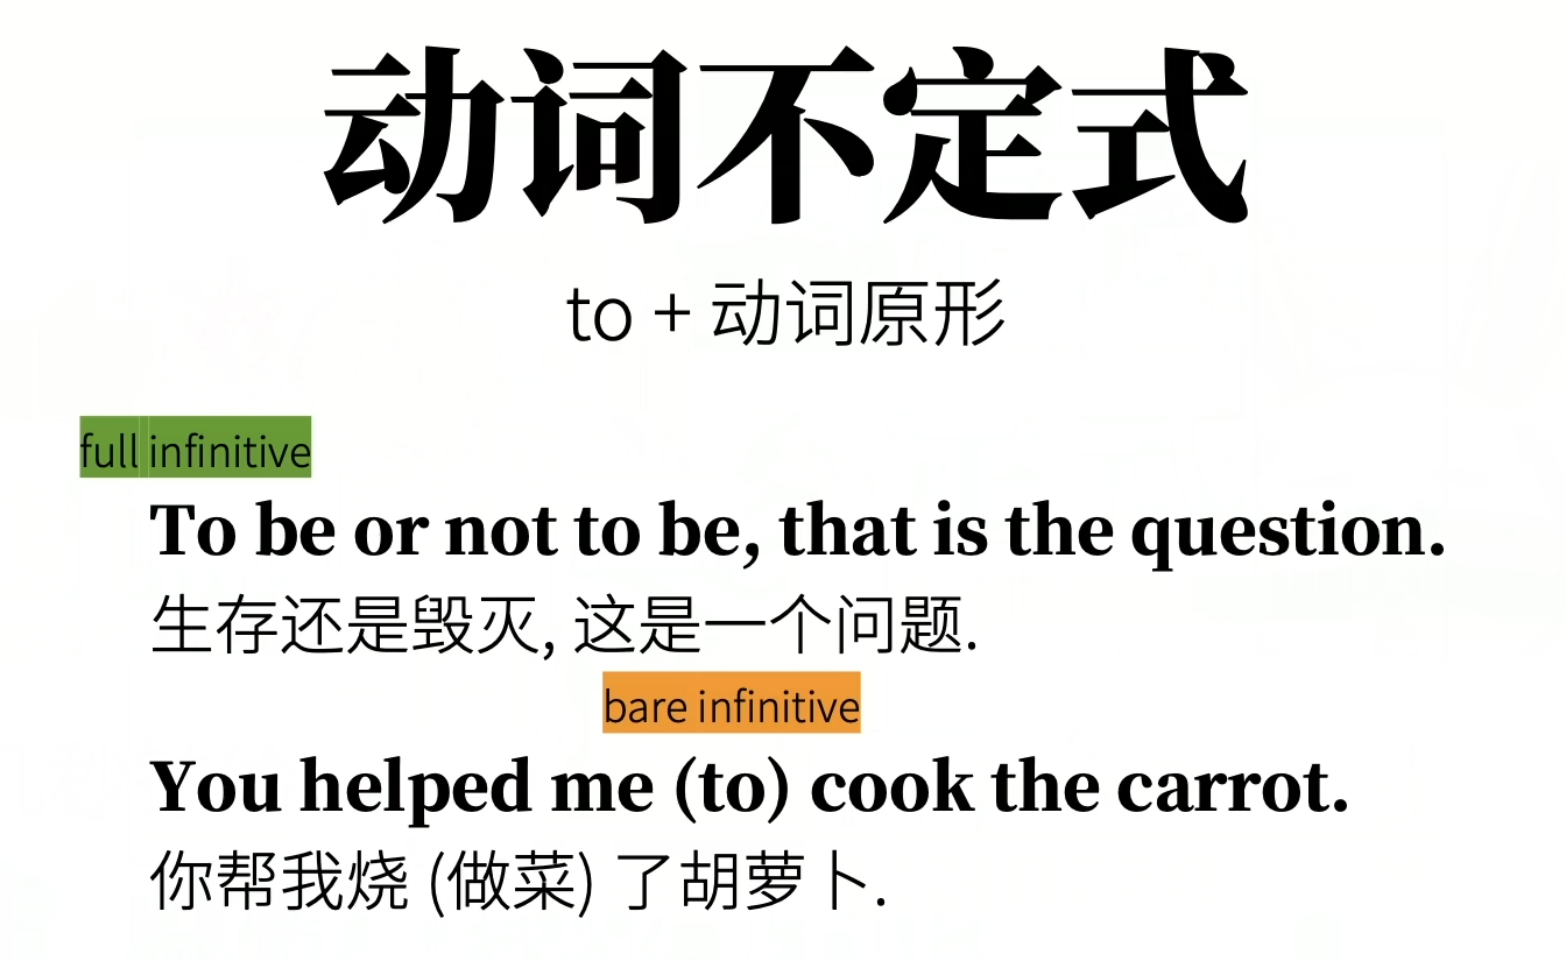 动词不定式
to + 动词原形
full infinitive
To be or not to be, that is the question.
生存还是毁灭, 这是一个问题.
bare infinitive
You helped me (to) cook the carrot.
你帮我烧 (做菜) 了胡萝卜.